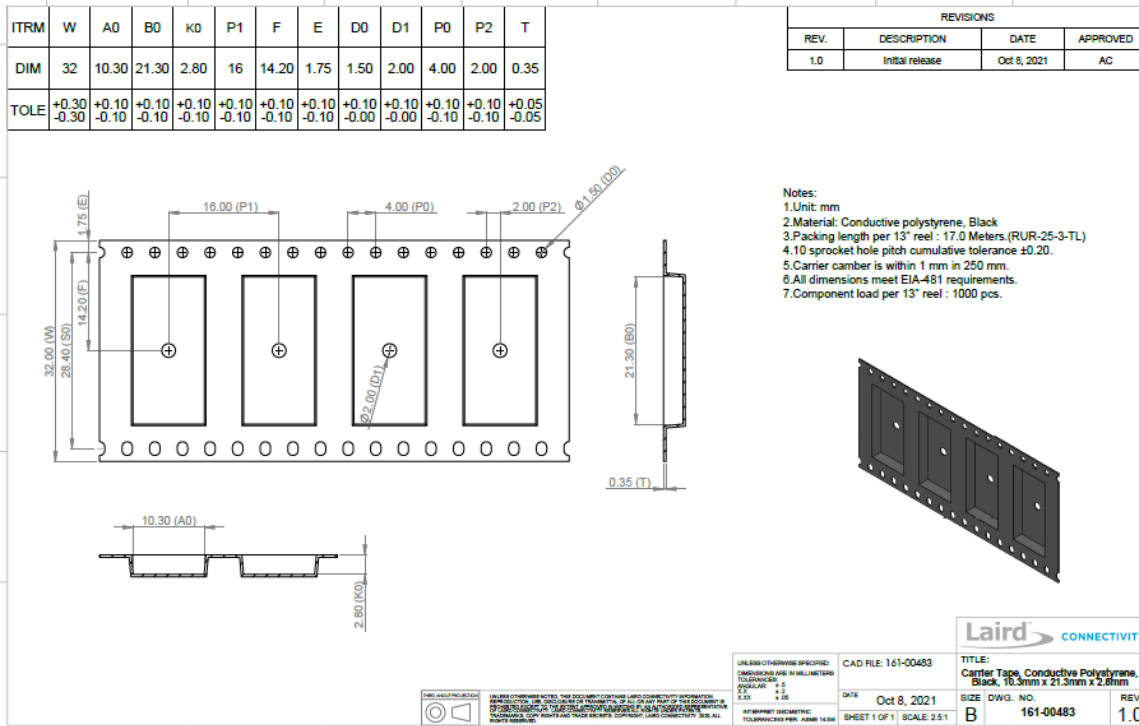 ITRM W A0 B0 K0 P1 F E D0 D1 P0 P2 T
DIM 32 10.30 21.30 2.80 16 14.20 1.75 1.50 2.00 4.00 2.00 0.35
TOLE +0.30 +0.10 +0.10 +0.10 +0.10 +0.10 +0.10 +0.10 +0.10 +0.10 +0.10 +0.05
-0.30 -0.10 -0.10 -0.10 -0.10 -0.10 -0.10 -0.00 -0.00 -0.10 -0.10 -0.05
REVISIONS
REV. DESCRIPTION DATE APPROVED
1.0 Initial release Oct 8, 2021 AC
1.75 (E)
16.00 (P1)
4.00 (P0)
2.00 (P2)
Ø1.50 (D0)
32.00 (W)
28.40 (S0)
14.20 (F)
Ø2.00 (D1)
21.30 (B0)
0.35 (T)
10.30 (A0)
2.80 (K0)
Notes:
1.Unit: mm
2.Material: Conductive polystyrene, Black
3.Packing length per 13" reel : 17.0 Meters.(RUR-25-3-TL)
4.10 sprocket hole pitch cumulative tolerance ±0.20.
5.Carrier camber is within 1 mm in 250 mm.
6.All dimensions meet EIA-481 requirements.
7.Component load per 13" reel : 1000 pcs.
THIRD ANGLE PROJECTION
UNLESS OTHERWISE SPECIFIED:
DIMENSIONS ARE IN MILLIMETERS
TOLERANCES:
ANGULAR: ± .5
X.X ± .2
X.XX ± .05
INTERPRET GEOMETRIC
TOLERANCING PER: ASME 14.5M
CAD FILE: 161-00483
DATE Oct 8, 2021
SHEET 1 OF 1 SCALE: 2.5:1
Laird CONNECTIVITY
TITLE:
Carrier Tape, Conductive Polystyrene,
Black, 10.3mm x 21.3mm x 2.8mm
SIZE DWG. NO. REV
B 161-00483 1.0